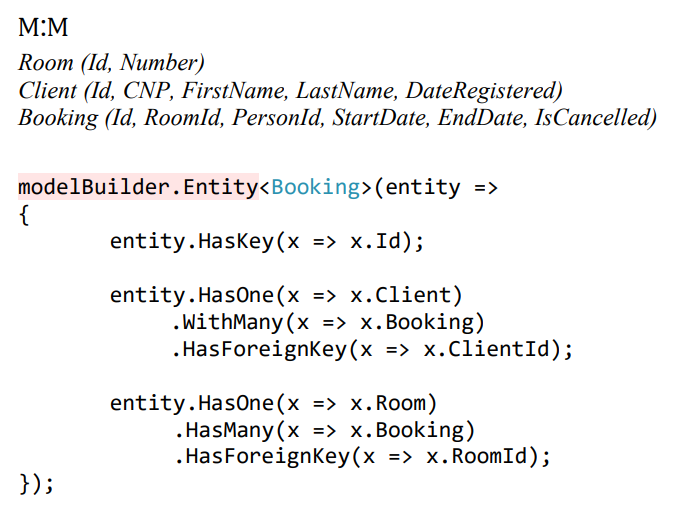 M:M
Room (Id, Number)
Client (Id, CNP, FirstName, LastName, DateRegistered)
Booking (Id, RoomId, PersonId, StartDate, EndDate, IsCancelled)
modelBuilder.Entity<Booking>(entity =>
{
entity.HasKey(x => x.Id);
entity.HasOne(x => x.Client)
.WithMany(x => x.Booking)
.HasForeignKey(x => x.ClientId);
entity.HasOne(x => x.Room)
.HasMany(x => x.Booking)
.HasForeignKey(x => x.RoomId);
});